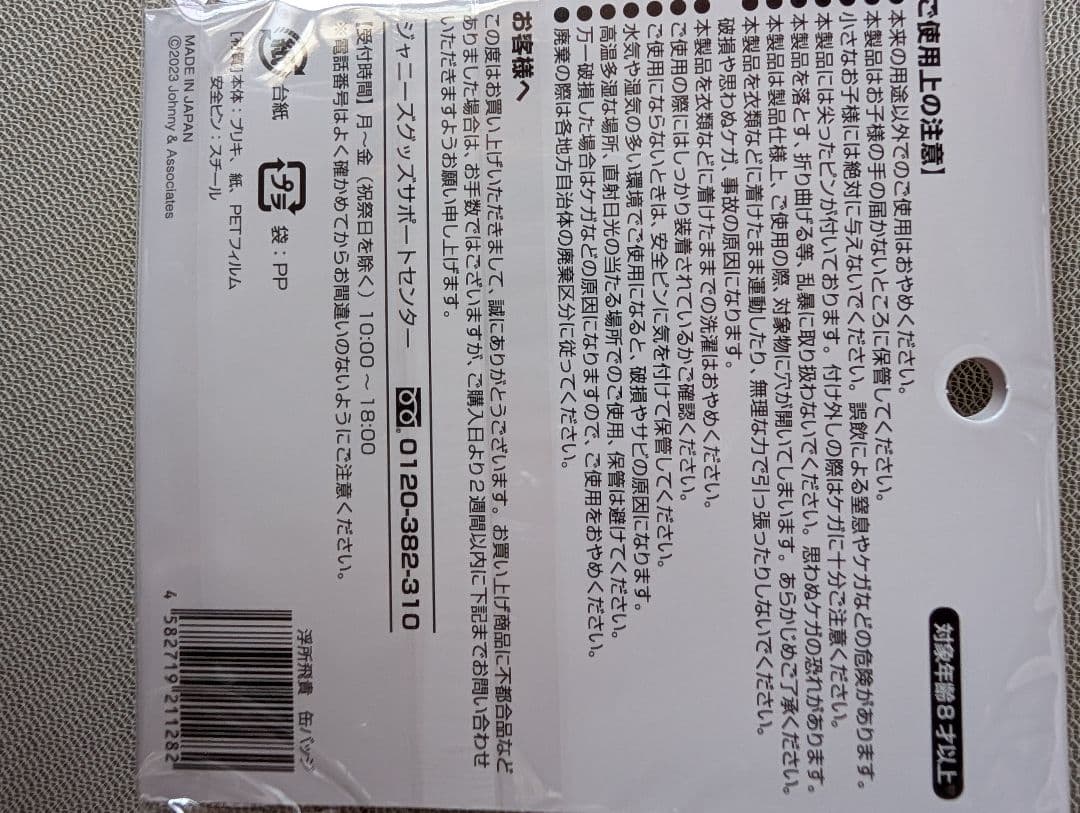 ご使用上の注意】
対象年齢8才以上
●本来の用途以外でのご使用はおやめください。
●本製品はお子様の手の届かないところに保管してください。
●小さなお子様には絶対に与えないでください。誤飲による窒息やケガなどの危険があります。
●本製品には尖ったピンが付いております。付け外しの際はケガに十分ご注意ください。
●本製品を落とす、折り曲げる等、乱暴に取り扱わないでください。思わぬケガの恐れがあります。
●本製品は製品仕様上、ご使用の際、対象物に穴が開いてしまいます。あらかじめご了承ください。
●本製品を衣類などに着けたまま運動したり、無理な力で引っ張ったりしないでください。
破損や思わぬケガ、事故の原因になります。
●本製品を衣類などに着けたままでの洗濯はおやめください。
●ご使用の際にはしっかり装着されているかご確認ください。
●ご使用にならないときは、安全ピンに気を付けて保管してください。
●水気や湿気の多い環境でご使用になると、破損やサビの原因になります。
●高温多湿な場所、直射日光の当たる場所でのご使用、保管は避けてください。
●万一破損した場合はケガなどの原因になりますので、ご使用をおやめください。
●廃棄の際は各地方自治体の廃棄区分に従ってください。
お客様へ
この度はお買い上げいただきまして、誠にありがとうございます。お買い上げ商品に不都合品など
ありました場合は、お手数ではございますが、ご購入日より2週間以内に下記までお問い合わせ
いただきますようお願い申し上げます。
ジャニーズグッズサポートセンター 0120-382-310
【受付時間】月～金(祝祭日を除く)10:00～18:00
※電話番号はよく確かめてからお間違いのないようにご注意ください。
紙 台紙 プラ 袋：PP
【材質】本体：ブリキ、紙、PETフィルム
安全ピン：スチール
MADE IN JAPAN
©2023 Johnny & Associates
浮所飛貴 缶バッジ
4 582719 211282